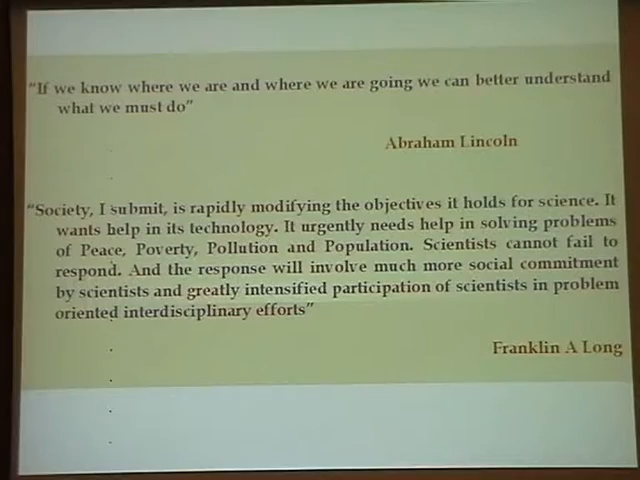 “If we know where we are and where we are going we can better understand
what we must do”
Abraham Lincoln
“Society, I submit, is rapidly modifying the objectives it holds for science. It
wants help in its technology. It urgently needs help in solving problems
of Peace, Poverty, Pollution and Population. Scientists cannot fail to
respond. And the response will involve much more social commitment
by scientists and greatly intensified participation of scientists in problem
oriented interdisciplinary efforts”
Franklin A Long